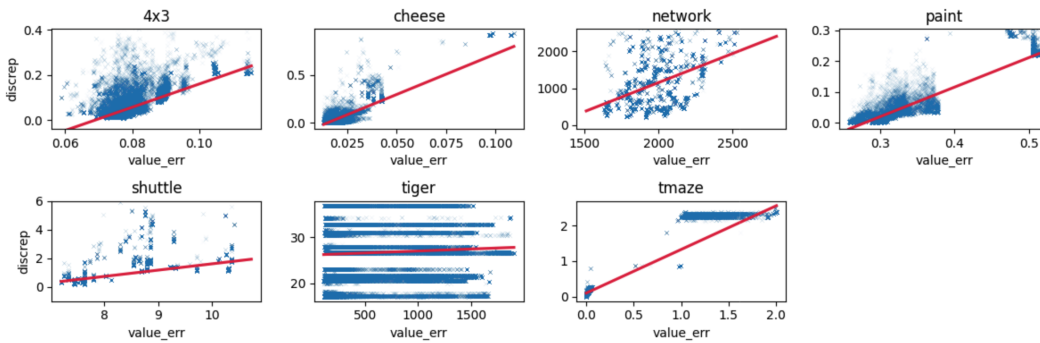 4x3 cheese network paint
discrep
0.4
0.2
0.0
0.06 0.08 0.10
value_err
0.5
0.0
0.025 0.050 0.075 0.100
value_err
2000
1000
0
1500 2000 2500
value_err
0.3
0.2
0.1
0.0
0.3 0.4 0.5
value_err
shuttle tiger tmaze
discrep
6
4
2
0
8 9 10
value_err
30
20
500 1000 1500
value_err
2
1
0
0.0 0.5 1.0 1.5 2.0
value_err